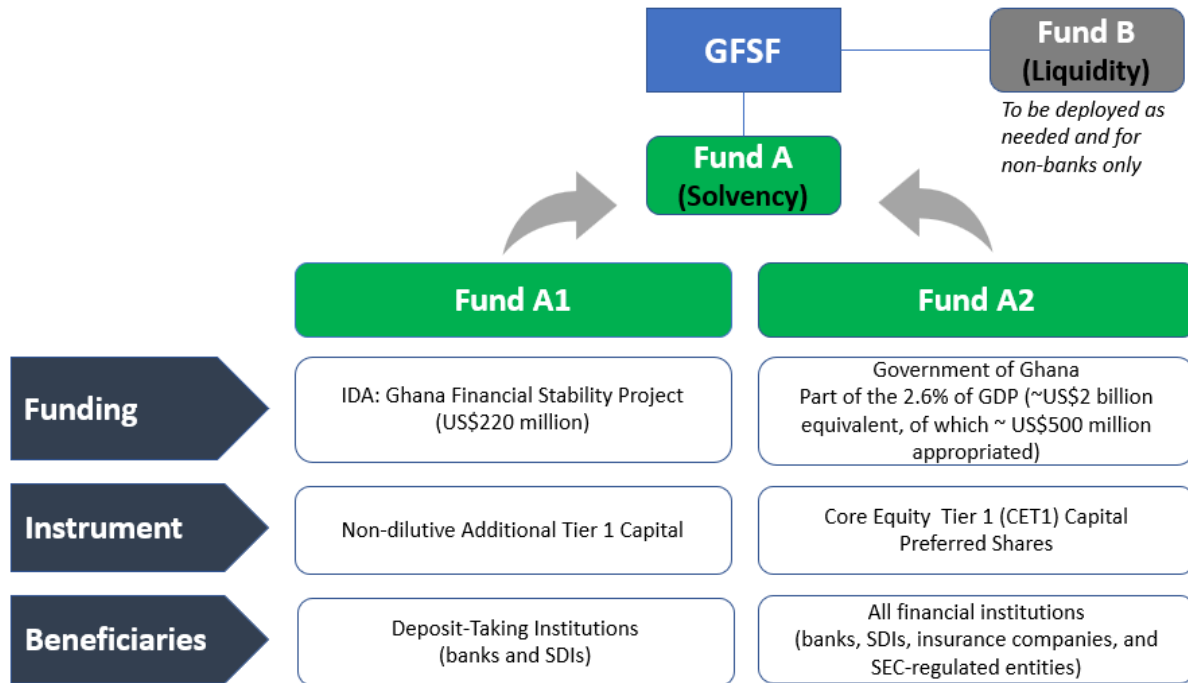 GFSF
Fund B
(Liquidity)
To be deployed as
needed and for
non-banks only
Fund A
(Solvency)
Fund A1
Fund A2
Funding
IDA: Ghana Financial Stability Project
(US$220 million)
Government of Ghana
Part of the 2.6% of GDP (~US$2 billion
equivalent, of which ~ US$500 million
appropriated)
Instrument
Non-dilutive Additional Tier 1 Capital
Core Equity  Tier 1 (CET1) Capital
Preferred Shares
Beneficiaries
Deposit-Taking Institutions
(banks and SDIs)
All financial institutions
(banks, SDIs, insurance companies, and
SEC-regulated entities)